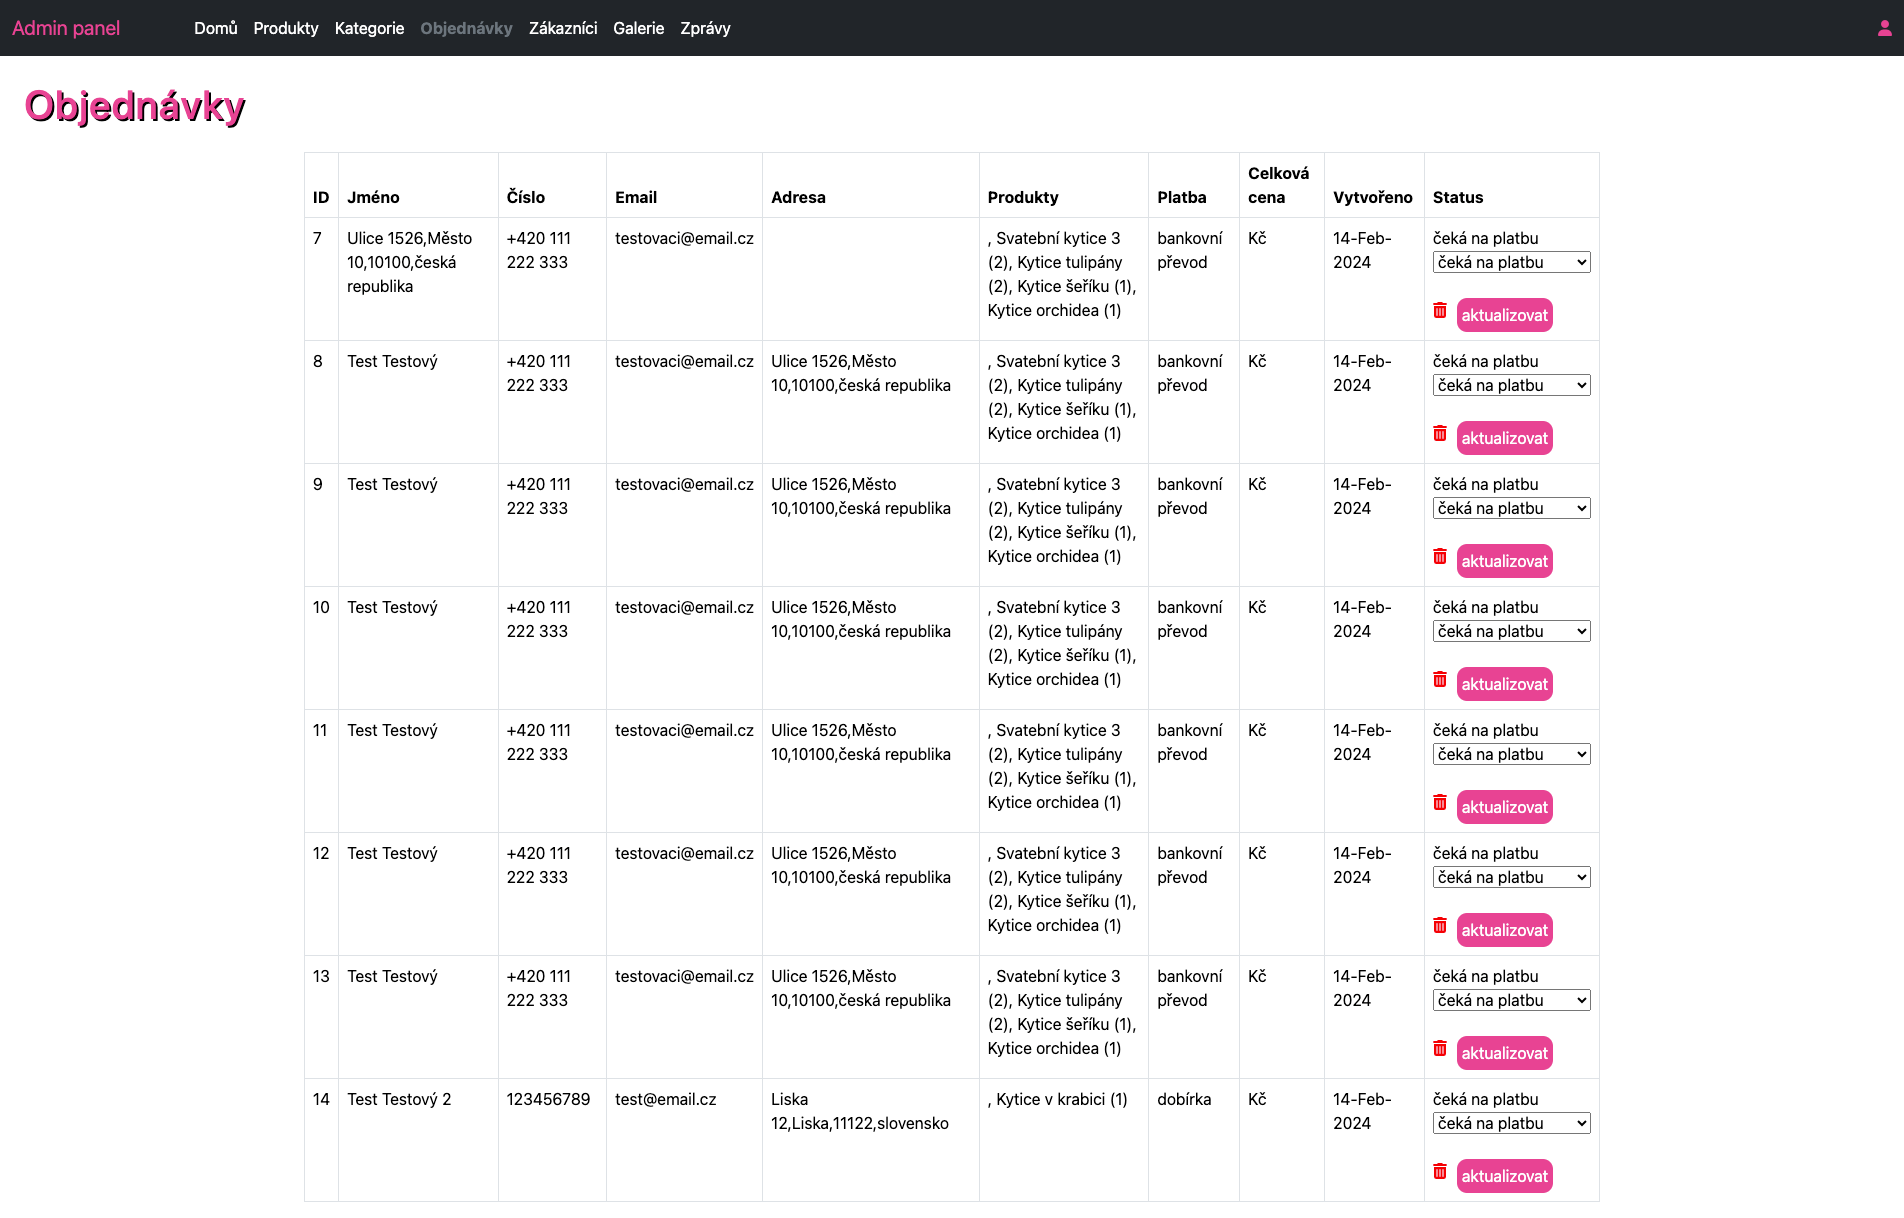 Admin panel
Domů Produkty Kategorie Objednávky Zákazníci Galerie Zprávy
Objednávky
ID Jméno Číslo Email Adresa Produkty Platba Celková cena Vytvořeno Status
7 Ulice 1526,Město 10,10100,česká republika +420 111 222 333 testovaci@email.cz , Svatební kytice 3 (2), Kytice tulipány (2), Kytice šeříku (1), Kytice orchidea (1) bankovní převod Kč 14-Feb-2024 čeká na platbu
čeká na platbu
aktualizovat
8 Test Testový +420 111 222 333 testovaci@email.cz Ulice 1526,Město 10,10100,česká republika , Svatební kytice 3 (2), Kytice tulipány (2), Kytice šeříku (1), Kytice orchidea (1) bankovní převod Kč 14-Feb-2024 čeká na platbu
čeká na platbu
aktualizovat
9 Test Testový +420 111 222 333 testovaci@email.cz Ulice 1526,Město 10,10100,česká republika , Svatební kytice 3 (2), Kytice tulipány (2), Kytice šeříku (1), Kytice orchidea (1) bankovní převod Kč 14-Feb-2024 čeká na platbu
čeká na platbu
aktualizovat
10 Test Testový +420 111 222 333 testovaci@email.cz Ulice 1526,Město 10,10100,česká republika , Svatební kytice 3 (2), Kytice tulipány (2), Kytice šeříku (1), Kytice orchidea (1) bankovní převod Kč 14-Feb-2024 čeká na platbu
čeká na platbu
aktualizovat
11 Test Testový +420 111 222 333 testovaci@email.cz Ulice 1526,Město 10,10100,česká republika , Svatební kytice 3 (2), Kytice tulipány (2), Kytice šeříku (1), Kytice orchidea (1) bankovní převod Kč 14-Feb-2024 čeká na platbu
čeká na platbu
aktualizovat
12 Test Testový +420 111 222 333 testovaci@email.cz Ulice 1526,Město 10,10100,česká republika , Svatební kytice 3 (2), Kytice tulipány (2), Kytice šeříku (1), Kytice orchidea (1) bankovní převod Kč 14-Feb-2024 čeká na platbu
čeká na platbu
aktualizovat
13 Test Testový +420 111 222 333 testovaci@email.cz Ulice 1526,Město 10,10100,česká republika , Svatební kytice 3 (2), Kytice tulipány (2), Kytice šeříku (1), Kytice orchidea (1) bankovní převod Kč 14-Feb-2024 čeká na platbu
čeká na platbu
aktualizovat
14 Test Testový 2 123456789 test@email.cz Liska 12,Liska,11122,slovensko , Kytice v krabici (1) dobírka Kč 14-Feb-2024 čeká na platbu
čeká na platbu
aktualizovat